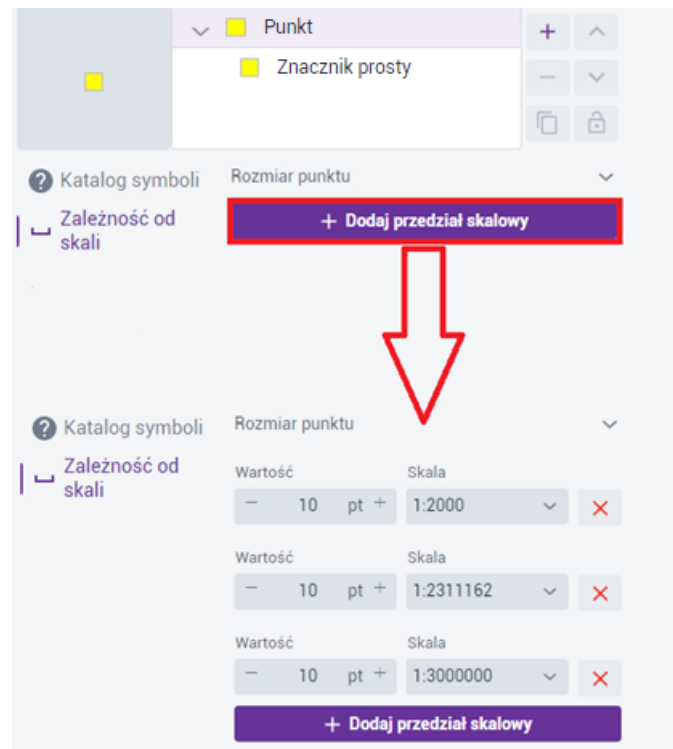 Punkt
Znacznik prosty
Katalog symboli
Rozmiar punktu
Zależność od
skali
+ Dodaj przedział skalowy
Katalog symboli
Rozmiar punktu
Zależność od
skali
Wartość Skala
− 10 pt + 1:2000
Wartość Skala
− 10 pt + 1:2311162
Wartość Skala
− 10 pt + 1:3000000
+ Dodaj przedział skalowy